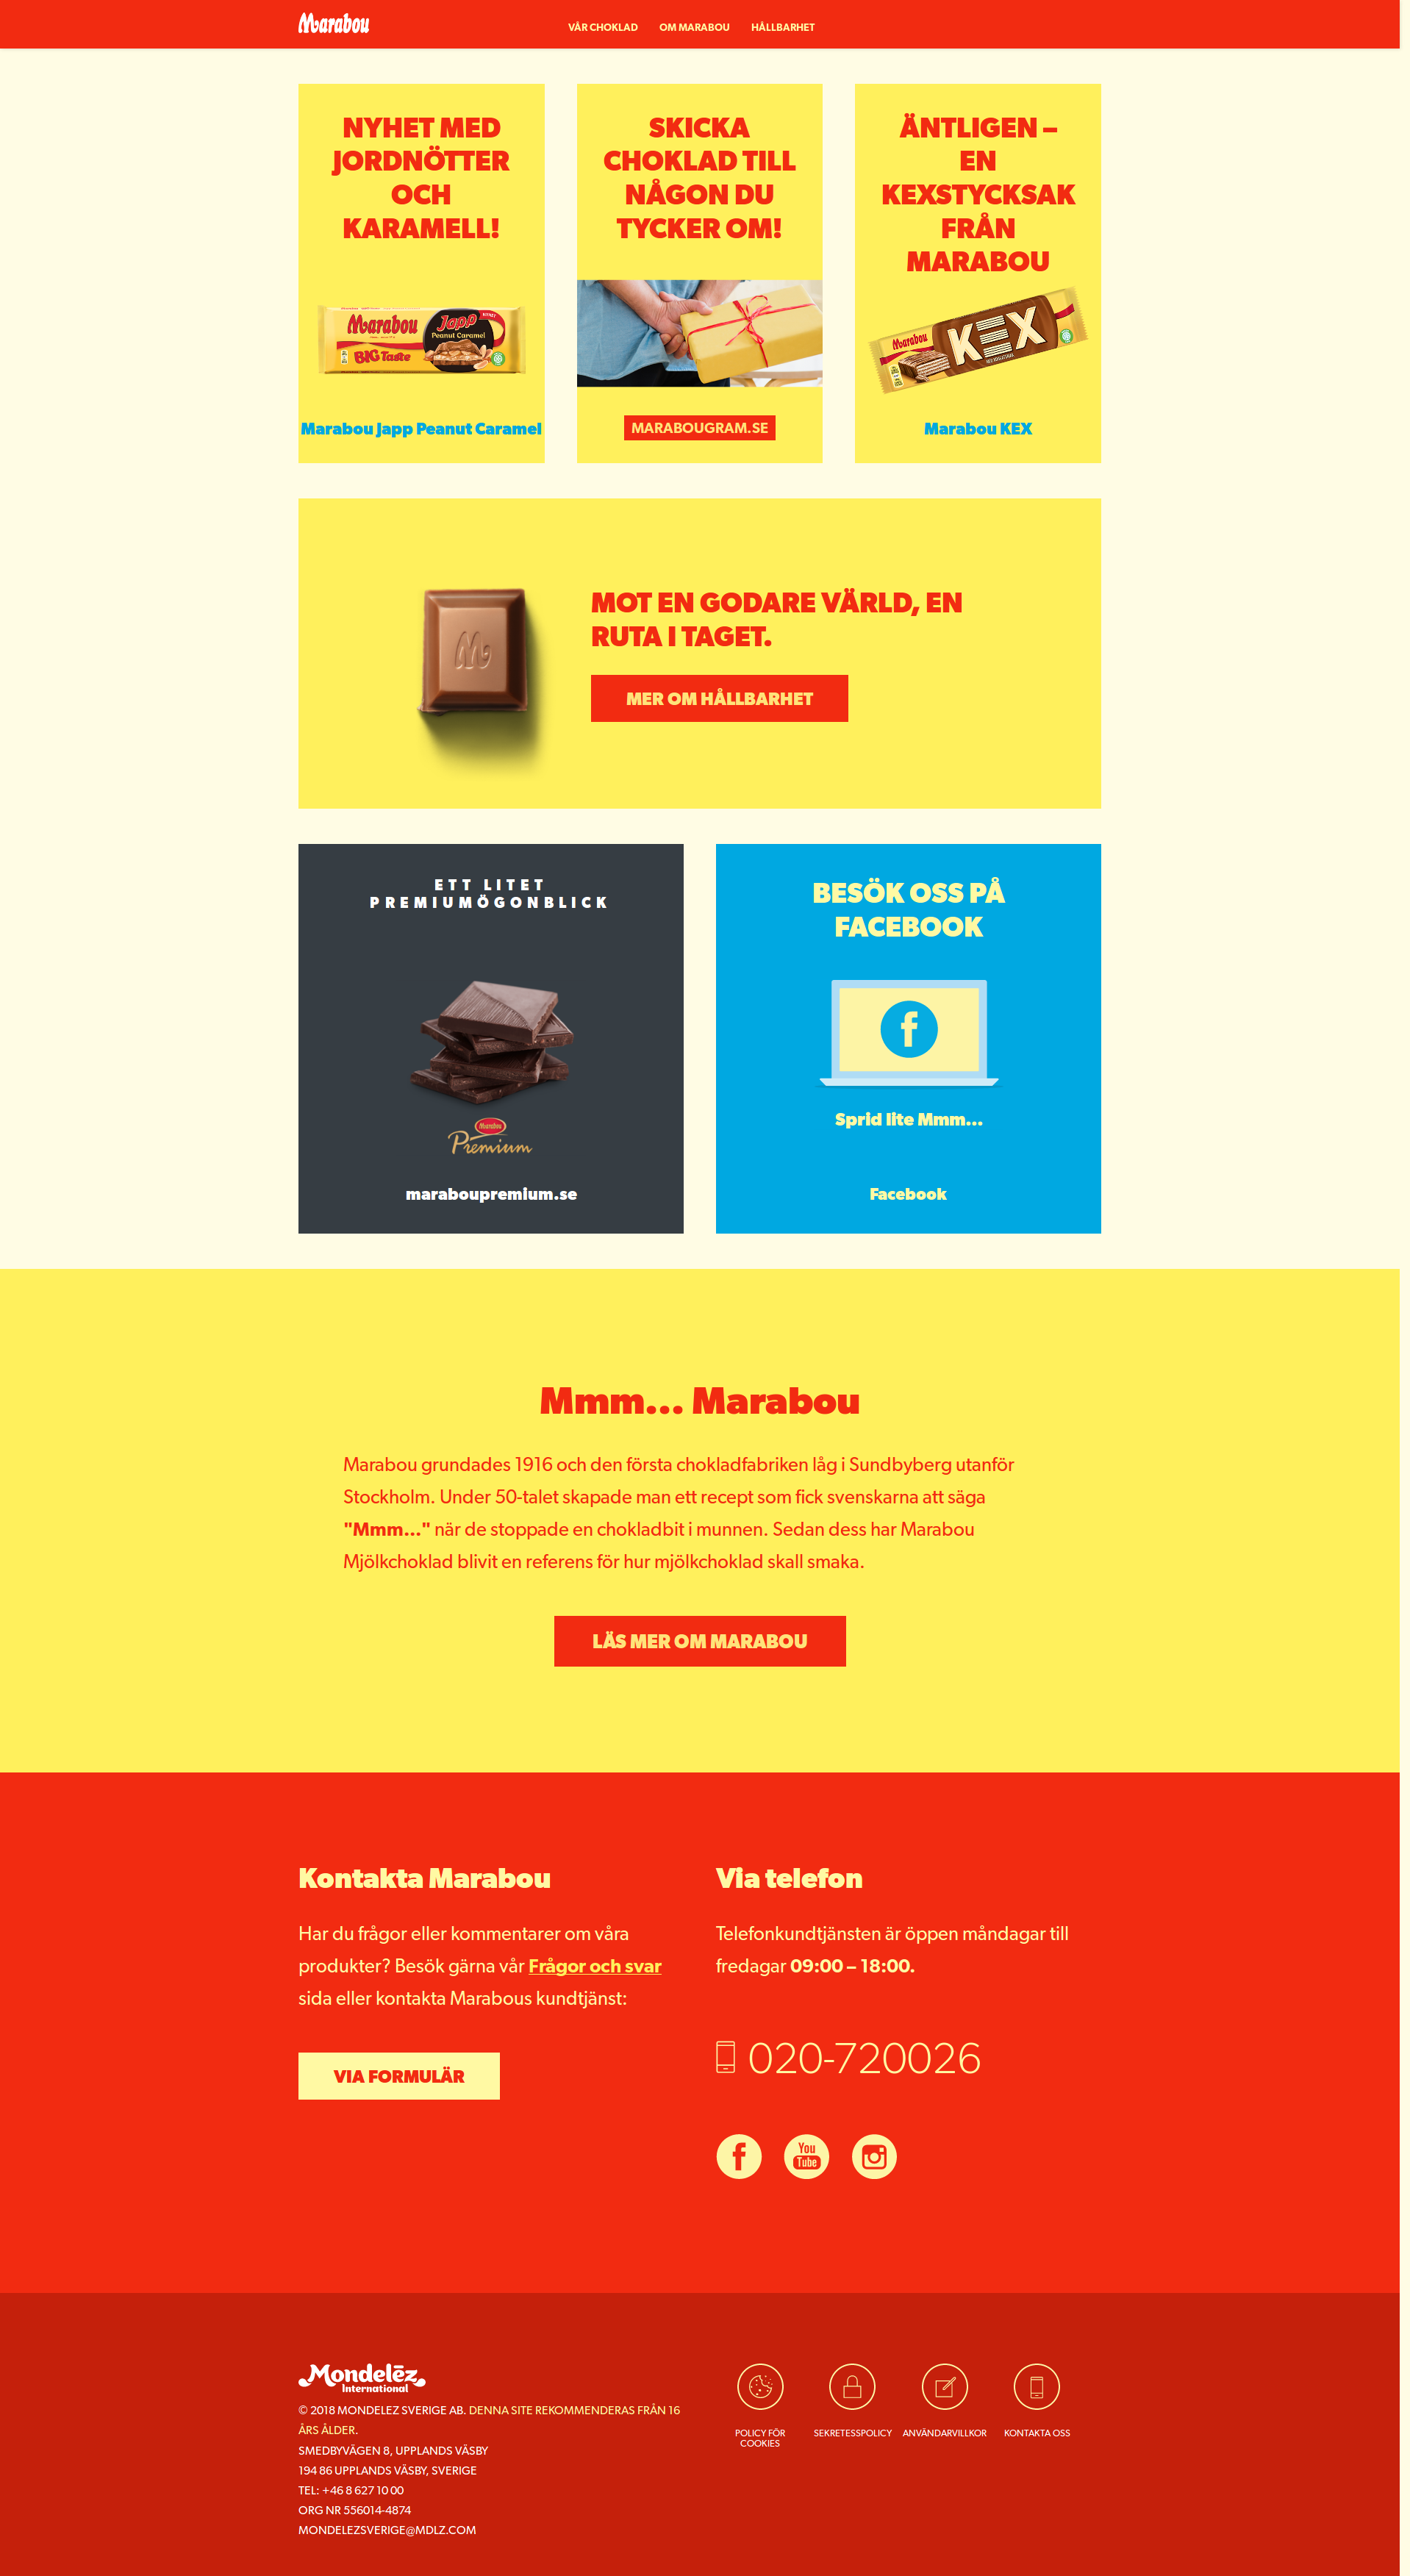 Marabou
VÅR CHOKLAD OM MARABOU HÅLLBARHET
NYHET MED
JORDNÖTTER
OCH
KARAMELL!
Marabou
Japp
Peanut Caramel
BIG Taste
Marabou Japp Peanut Caramel
SKICKA
CHOKLAD TILL
NÅGON DU
TYCKER OM!
MARABOUGRAM.SE
ÄNTLIGEN –
EN
KEXSTYCKSAK
FRÅN
MARABOU
Marabou
KEX
Marabou KEX
MOT EN GODARE VÄRLD, EN
RUTA I TAGET.
MER OM HÅLLBARHET
ETT LITET
PREMIUMÖGONBLICK
Marabou
Premium
maraboupremium.se
BESÖK OSS PÅ
FACEBOOK
Sprid lite Mmm...
Facebook
Mmm... Marabou
Marabou grundades 1916 och den första chokladfabriken låg i Sundbyberg utanför
Stockholm. Under 50-talet skapade man ett recept som fick svenskarna att säga
"Mmm..." när de stoppade en chokladbit i munnen. Sedan dess har Marabou
Mjölkchoklad blivit en referens för hur mjölkchoklad skall smaka.
LÄS MER OM MARABOU
Kontakta Marabou
Har du frågor eller kommentarer om våra
produkter? Besök gärna vår Frågor och svar
sida eller kontakta Marabous kundtjänst:
VIA FORMULÄR
Via telefon
Telefonkundtjänsten är öppen måndagar till
fredagar 09:00 – 18:00.
020-720026
You
Tube
Mondelēz
International
© 2018 MONDELEZ SVERIGE AB. DENNA SITE REKOMMENDERAS FRÅN 16
ÅRS ÅLDER.
SMEDBYVÄGEN 8, UPPLANDS VÄSBY
194 86 UPPLANDS VÄSBY, SVERIGE
TEL: +46 8 627 10 00
ORG NR 556014-4874
MONDELEZSVERIGE@MDLZ.COM
POLICY FÖR
COOKIES
SEKRETESSPOLICY
ANVÄNDARVILLKOR
KONTAKTA OSS